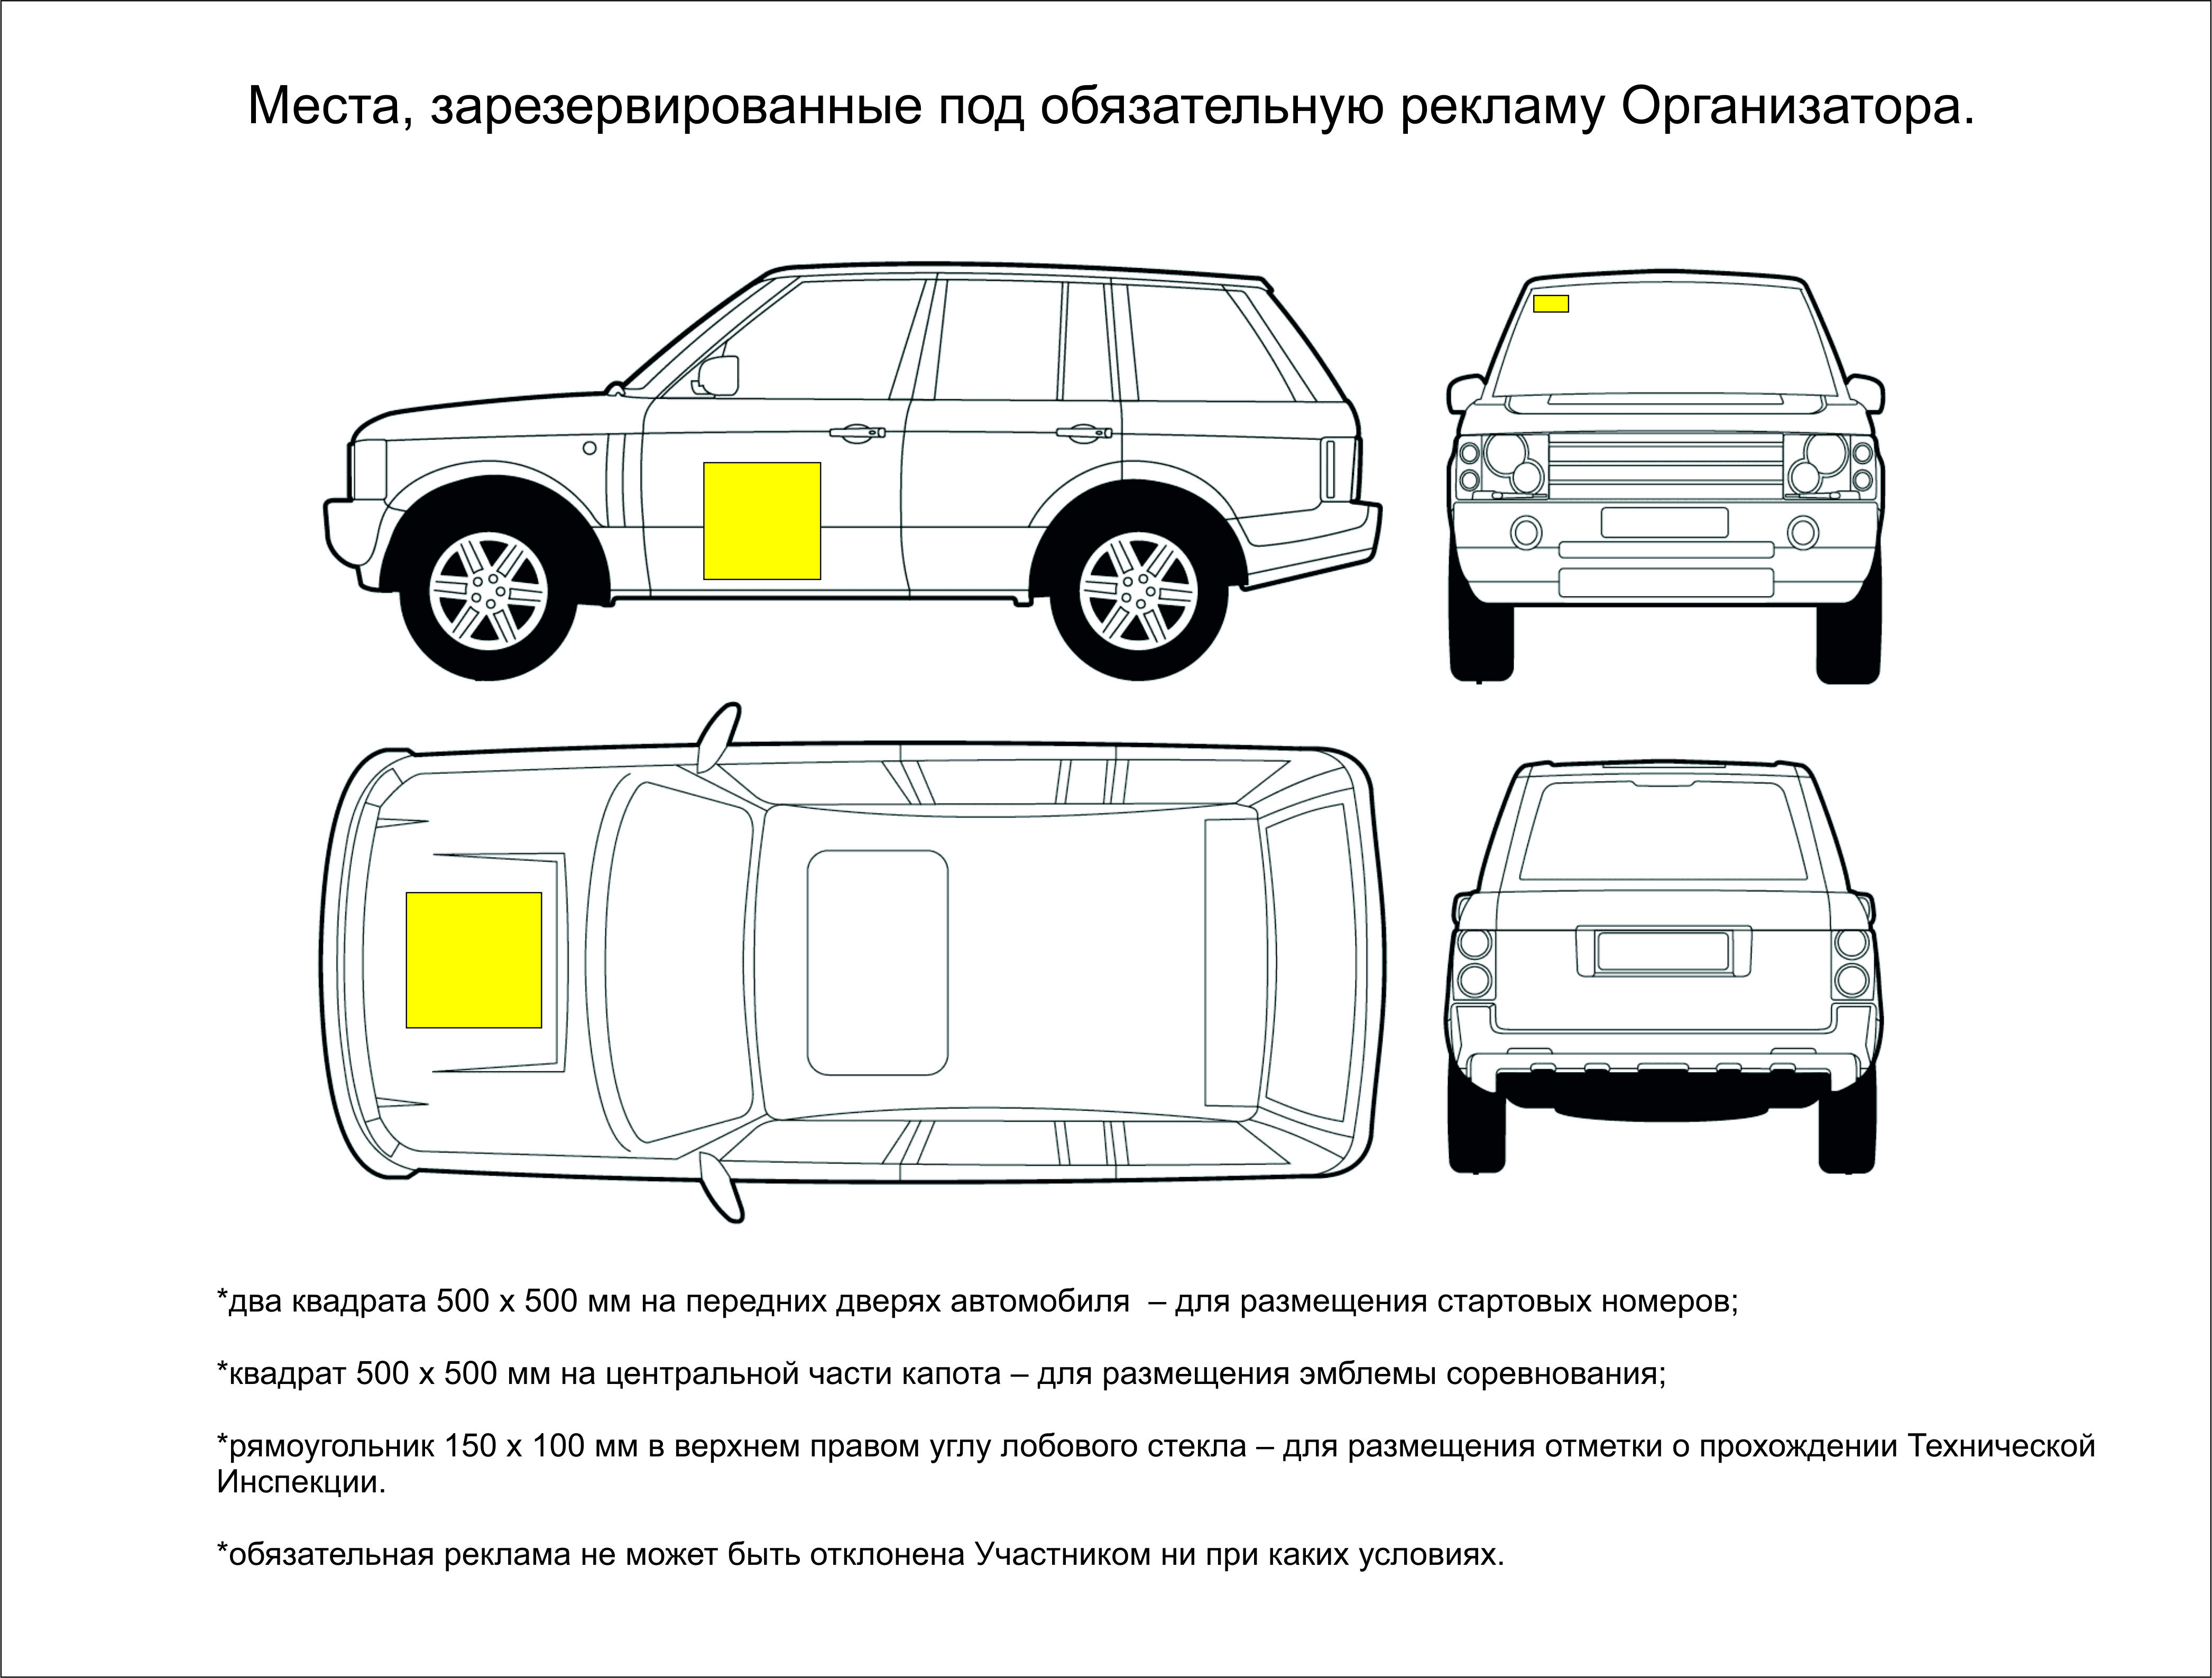 Места, зарезервированные под обязательную рекламу Организатора.
*два квадрата 500 х 500 мм на передних дверях автомобиля – для размещения стартовых номеров;
*квадрат 500 х 500 мм на центральной части капота – для размещения эмблемы соревнования;
*рямоугольник 150 х 100 мм в верхнем правом углу лобового стекла – для размещения отметки о прохождении Технической
Инспекции.
*обязательная реклама не может быть отклонена Участником ни при каких условиях.